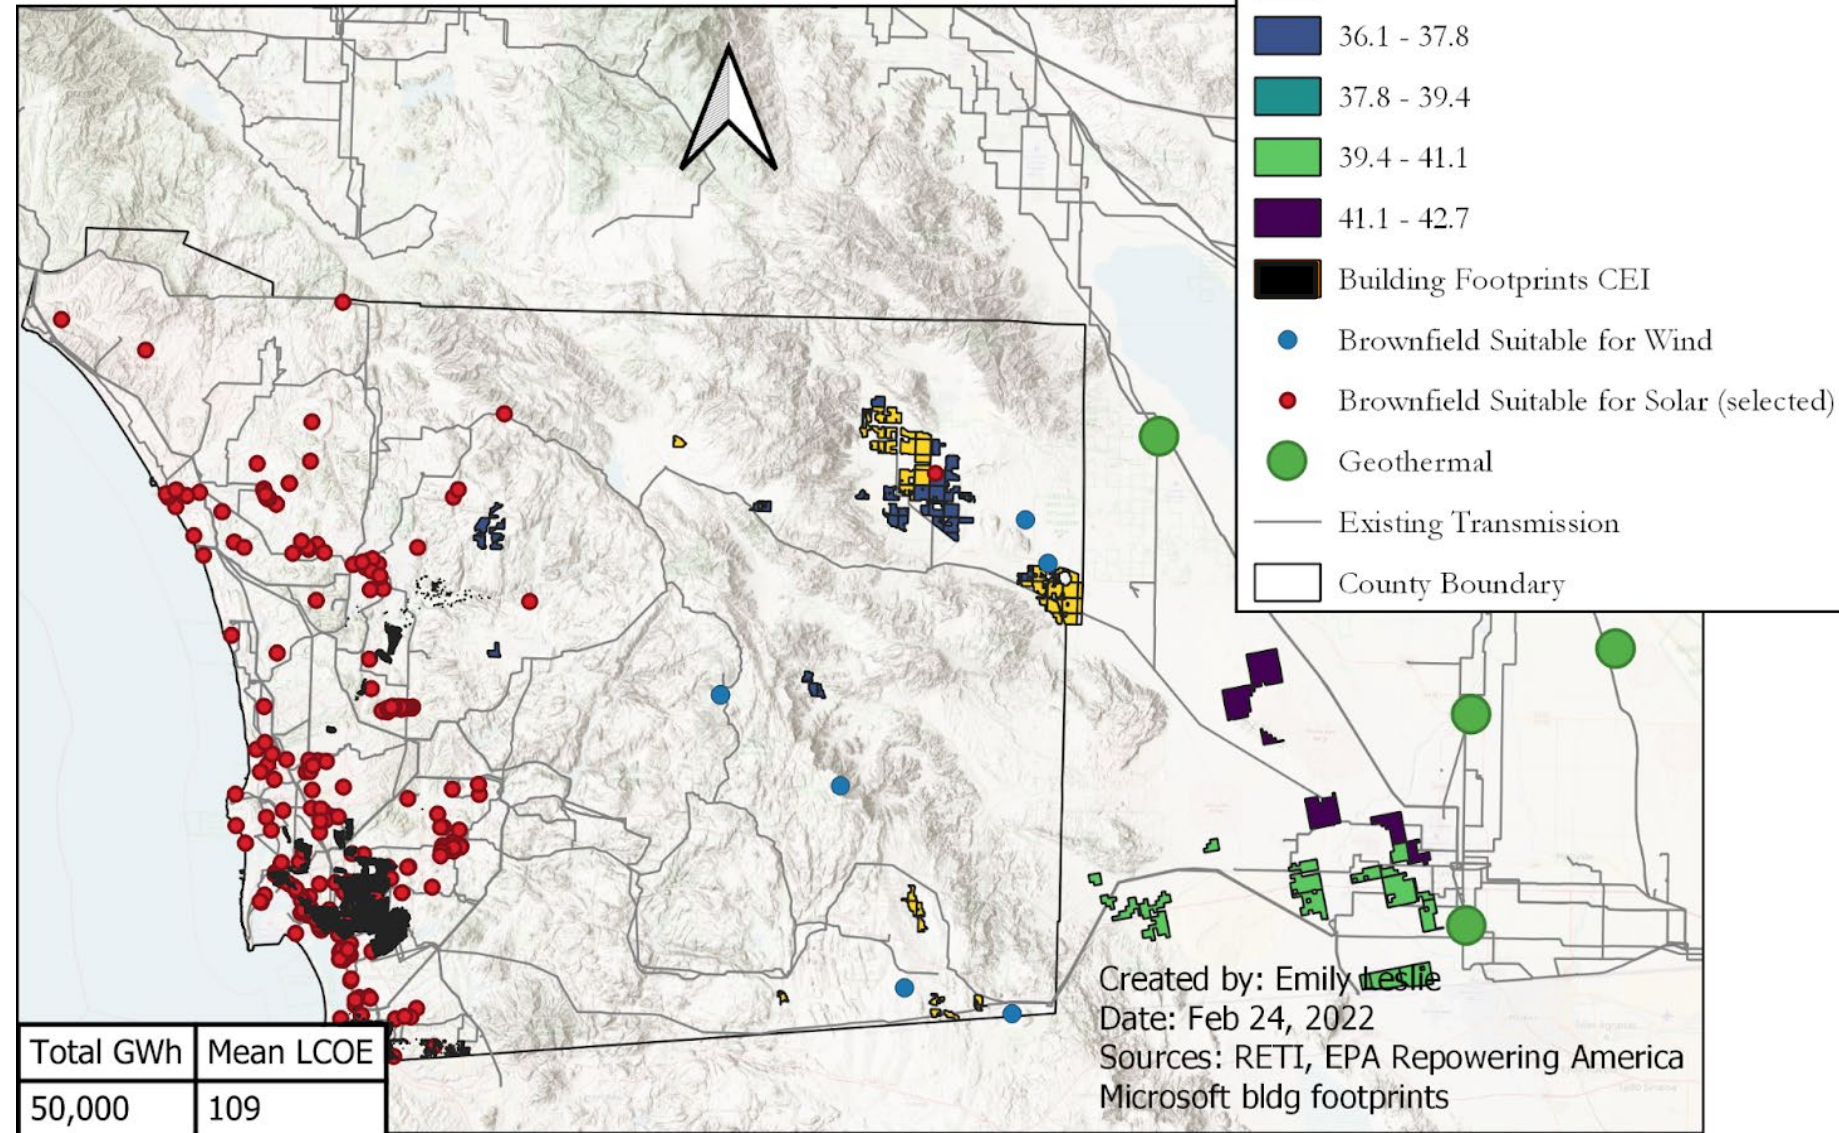 36.1 - 37.8
37.8 - 39.4
39.4 - 41.1
41.1 - 42.7
Building Footprints CEI
Brownfield Suitable for Wind
Brownfield Suitable for Solar (selected)
Geothermal
Existing Transmission
County Boundary
Created by: Emily Leslie
Date: Feb 24, 2022
Sources: RETI, EPA Repowering America
Microsoft bldg footprints
Total GWh Mean LCOE
50,000 109